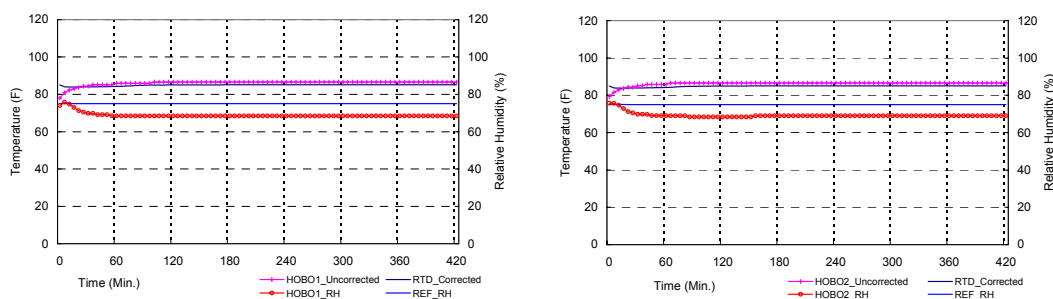 120 120
100 100
80 80
60 60
40 40
20 20
0 0
Temperature (F)
Relative Humidity (%)
0 60 120 180 240 300 360 420
Time (Min.)
HOBO1_Uncorrected RTD_Corrected
HOBO1_RH REF_RH
120 120
100 100
80 80
60 60
40 40
20 20
0 0
Temperature (F)
Relative Humidity (%)
0 60 120 180 240 300 360 420
Time (Min.)
HOBO2_Uncorrected RTD_Corrected
HOBO2_RH REF_RH